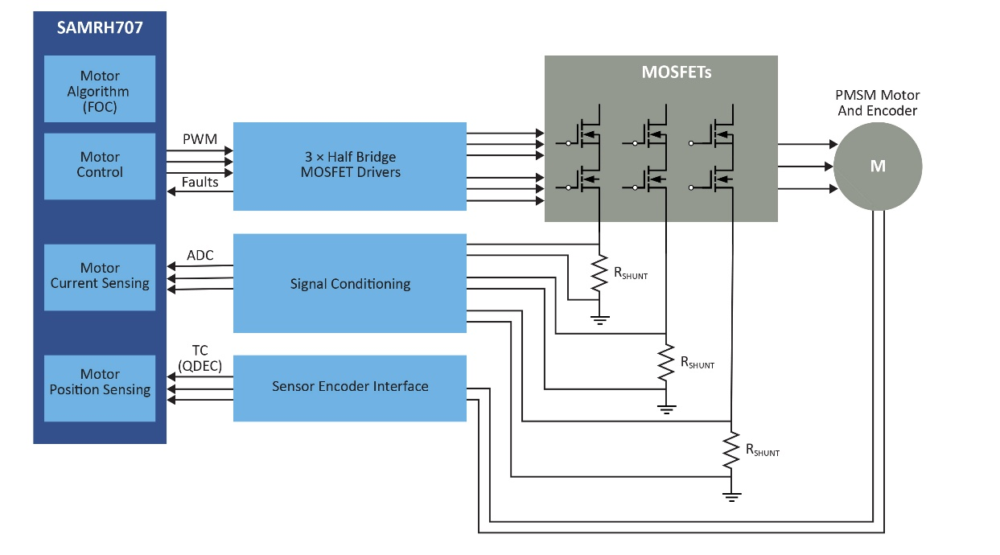 SAMRH707
Motor
Algorithm
(FOC)
Motor
Control
Motor
Current Sensing
Motor
Position Sensing
PWM
Faults
ADC
TC
(QDEC)
3 × Half Bridge
MOSFET Drivers
Signal Conditioning
Sensor Encoder Interface
MOSFETs
RSHUNT
RSHUNT
RSHUNT
PMSM Motor
And Encoder
M